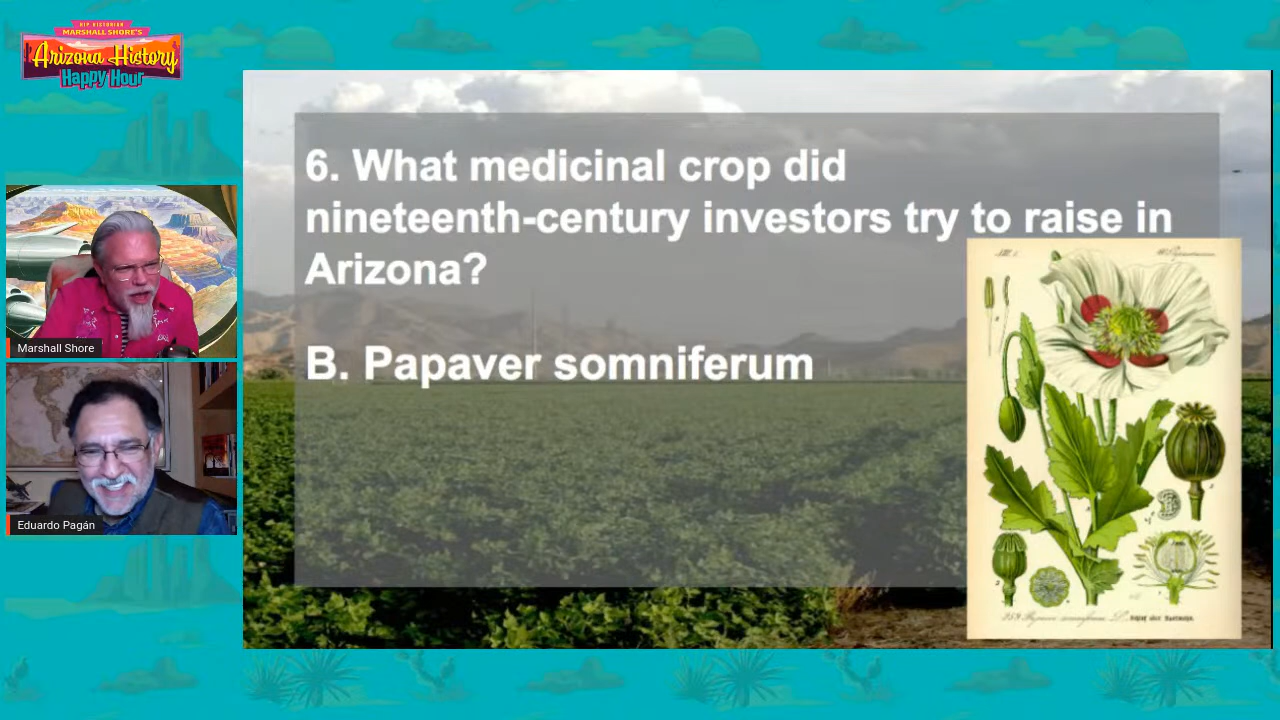 HIP HISTORIAN
MARSHALL SHORE'S
Arizona History
Happy Hour
6. What medicinal crop did
nineteenth-century investors try to raise in
Arizona?
B. Papaver somniferum
Marshall Shore
Eduardo Pagán